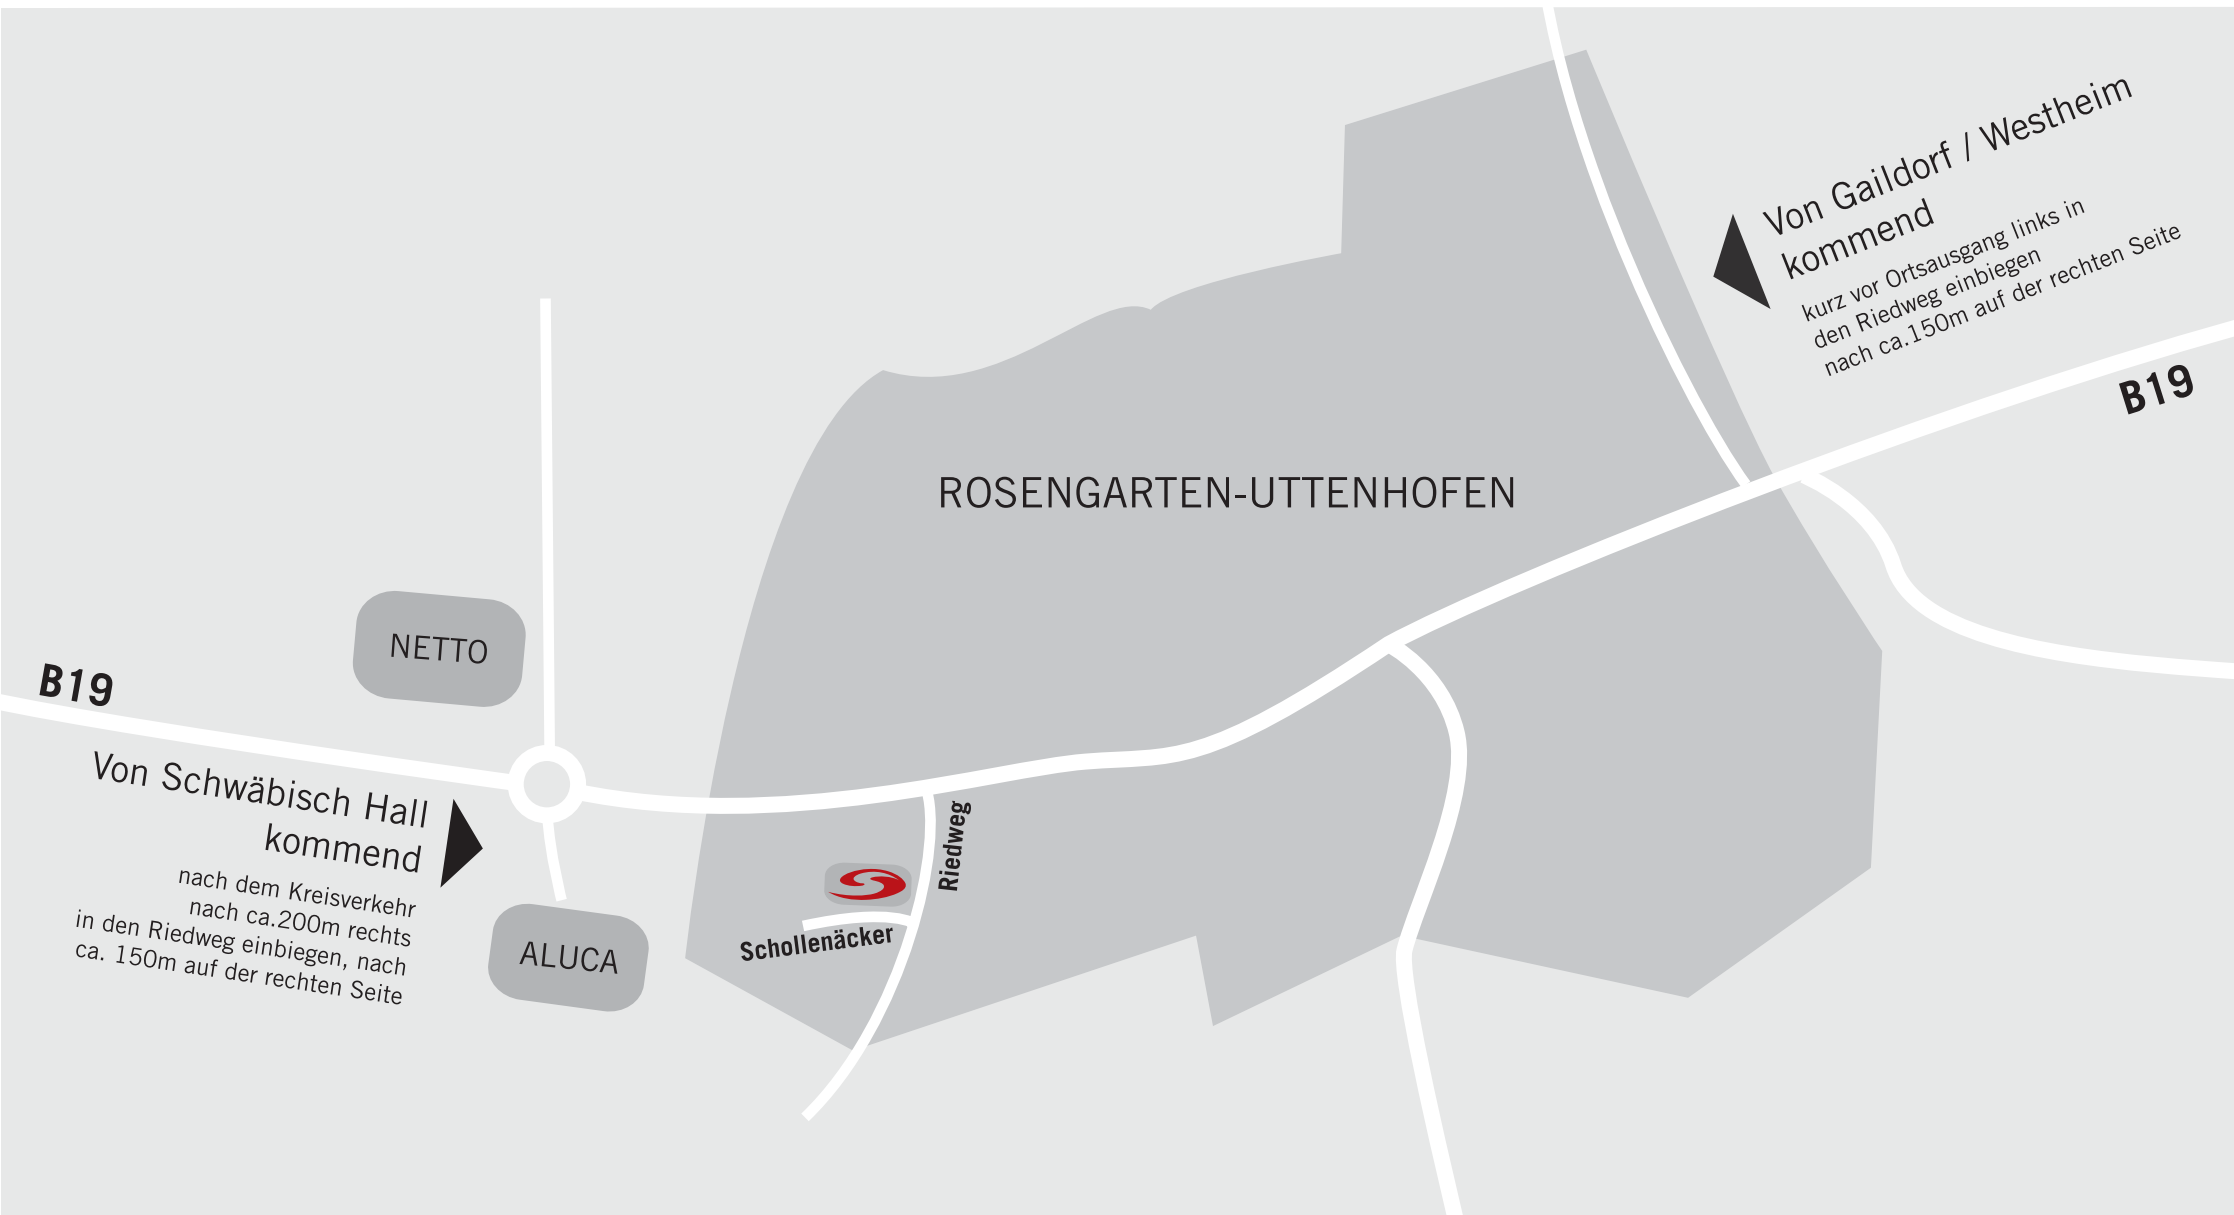 Von Gaildorf / Westheim
kommend
kurz vor Ortsausgang links in
den Riedweg einbiegen
nach ca.150m auf der rechten Seite
B19
ROSENGARTEN-UTTENHOFEN
NETTO
B19
Von Schwäbisch Hall
kommend
nach dem Kreisverkehr
nach ca.200m rechts
in den Riedweg einbiegen, nach
ca. 150m auf der rechten Seite
Riedweg
Schollenäcker
ALUCA